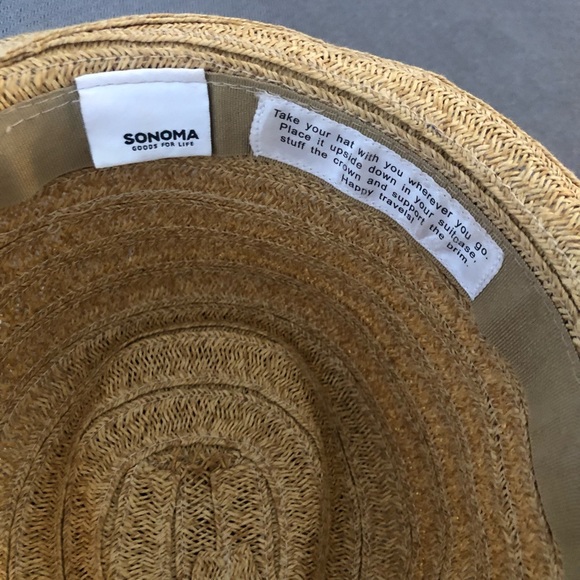 SONOMA
GOODS FOR LIFE
Take your hat with you wherever you go.
Place it upside down in your suitcase,
stuff the crown and support the brim.
Happy travels!